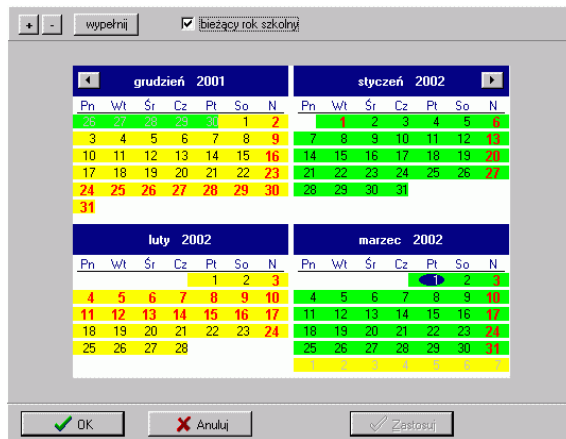 + - wypełnij bieżący rok szkolny
grudzień 2001
Pn Wt Śr Cz Pt So N
26 27 28 29 30 1 2
3 4 5 6 7 8 9
10 11 12 13 14 15 16
17 18 19 20 21 22 23
24 25 26 27 28 29 30
31
styczeń 2002
Pn Wt Śr Cz Pt So N
1 2 3 4 5 6
7 8 9 10 11 12 13
14 15 16 17 18 19 20
21 22 23 24 25 26 27
28 29 30 31
luty 2002
Pn Wt Śr Cz Pt So N
1 2 3
4 5 6 7 8 9 10
11 12 13 14 15 16 17
18 19 20 21 22 23 24
25 26 27 28
marzec 2002
Pn Wt Śr Cz Pt So N
1 2 3
4 5 6 7 8 9 10
11 12 13 14 15 16 17
18 19 20 21 22 23 24
25 26 27 28 29 30 31
1 2 3 4 5 6 7
OK Anuluj Zastosuj